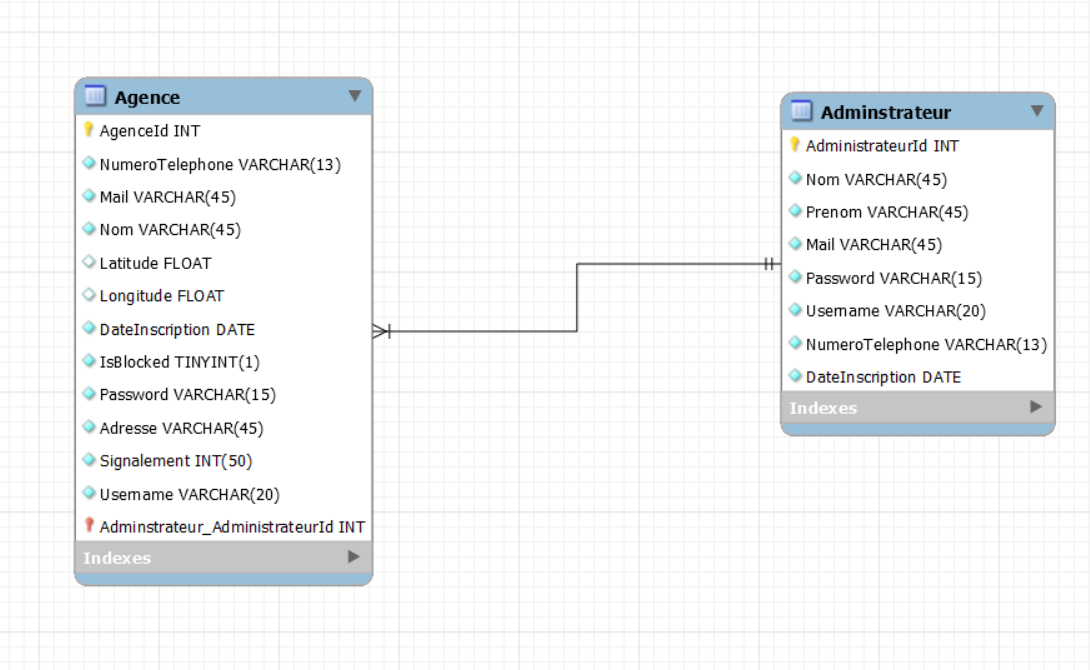 Agence
AgenceId INT
NumeroTelephone VARCHAR(13)
Mail VARCHAR(45)
Nom VARCHAR(45)
Latitude FLOAT
Longitude FLOAT
DateInscription DATE
IsBlocked TINYINT(1)
Password VARCHAR(15)
Adresse VARCHAR(45)
Signalement INT(50)
Username VARCHAR(20)
Adminstrateur_AdministrateurId INT
Indexes
Adminstrateur
AdministrateurId INT
Nom VARCHAR(45)
Prenom VARCHAR(45)
Mail VARCHAR(45)
Password VARCHAR(15)
Username VARCHAR(20)
NumeroTelephone VARCHAR(13)
DateInscription DATE
Indexes